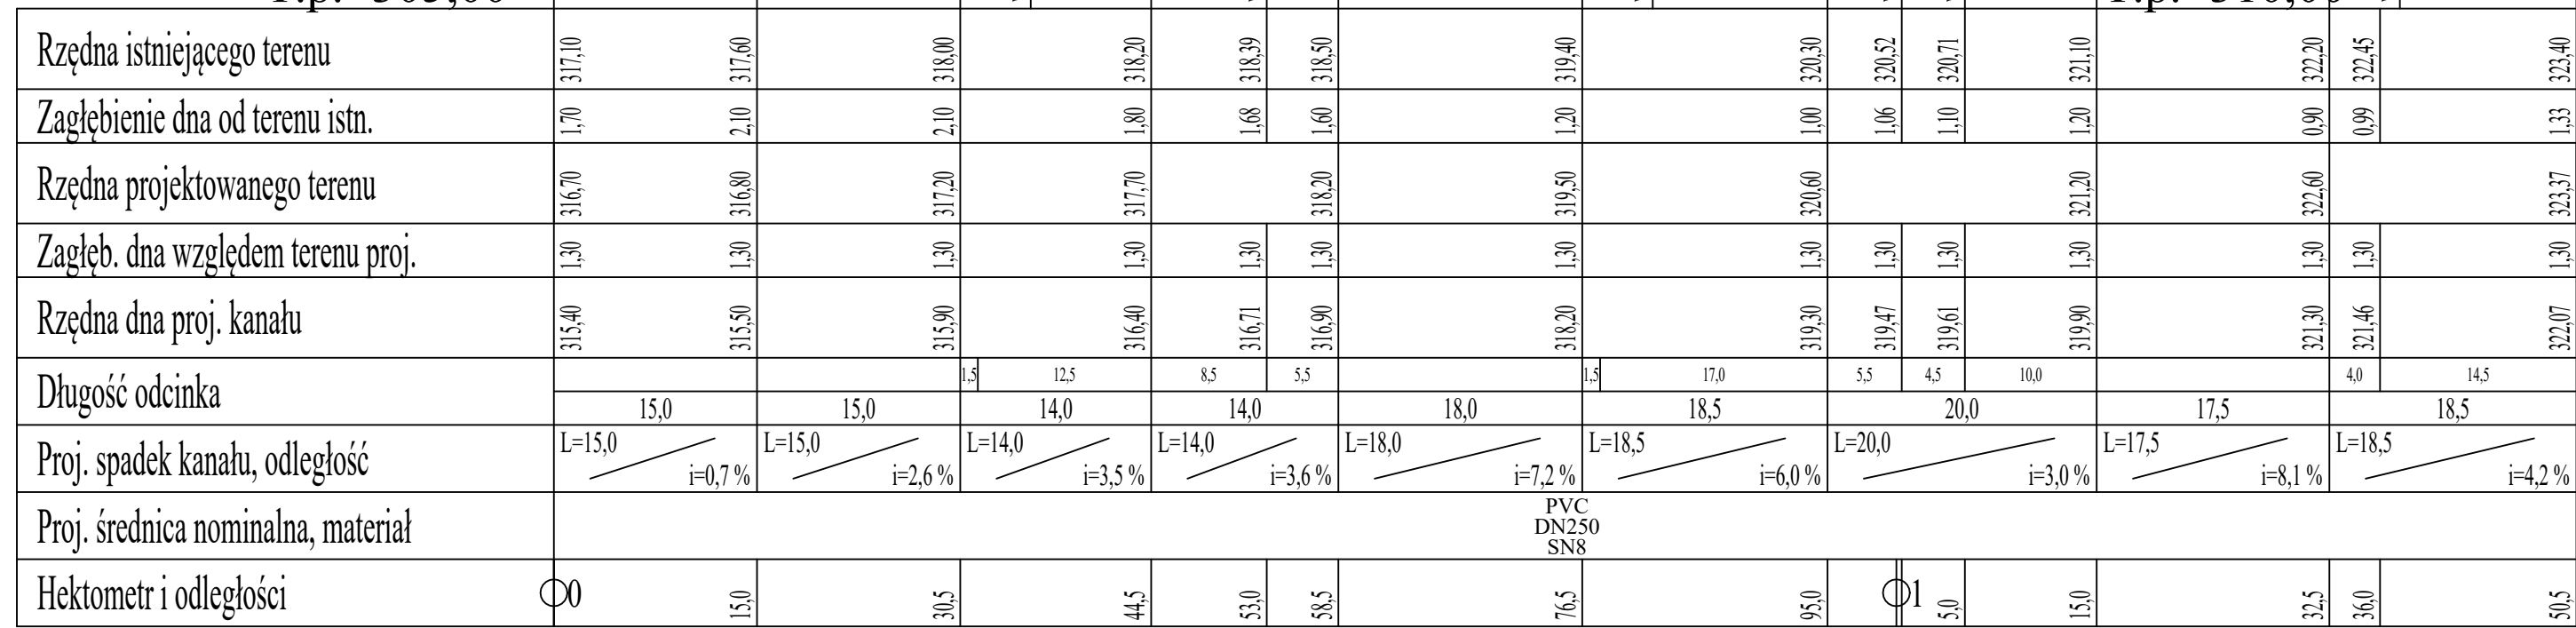 Rzędna istniejącego terenu 317,10 317,60 318,00 318,20 318,39 318,50 319,40 320,30 320,52 320,71 321,10 322,20 322,45 323,40
Zagłębienie dna od terenu istn. 1,70 2,10 2,10 1,80 1,68 1,60 1,20 1,00 1,06 1,10 1,20 0,90 0,99 1,33
Rzędna projektowanego terenu 316,70 316,80 317,20 317,70 318,20 319,50 320,60 321,20 322,60 323,37
Zagłęb. dna względem terenu proj. 1,30 1,30 1,30 1,30 1,30 1,30 1,30 1,30 1,30 1,30 1,30 1,30 1,30 1,30
Rzędna dna proj. kanału 315,40 315,50 315,90 316,40 316,71 316,90 318,20 319,30 319,47 319,61 319,90 321,30 321,46 322,07
Długość odcinka
1,5 12,5 8,5 5,5 1,5 17,0 5,5 4,5 10,0 4,0 14,5
15,0 15,0 14,0 14,0 18,0 18,5 20,0 17,5 18,5
Proj. spadek kanału, odległość
L=15,0 L=15,0 L=14,0 L=14,0 L=18,0 L=18,5 L=20,0 L=17,5 L=18,5
i=0,7 % i=2,6 % i=3,5 % i=3,6 % i=7,2 % i=6,0 % i=3,0 % i=8,1 % i=4,2 %
Proj. średnica nominalna, materiał
PVC
DN250
SN8
Hektometr i odległości 0 15,0 30,5 44,5 53,0 58,5 76,5 95,0 1 5,0 15,0 32,5 36,0 50,5